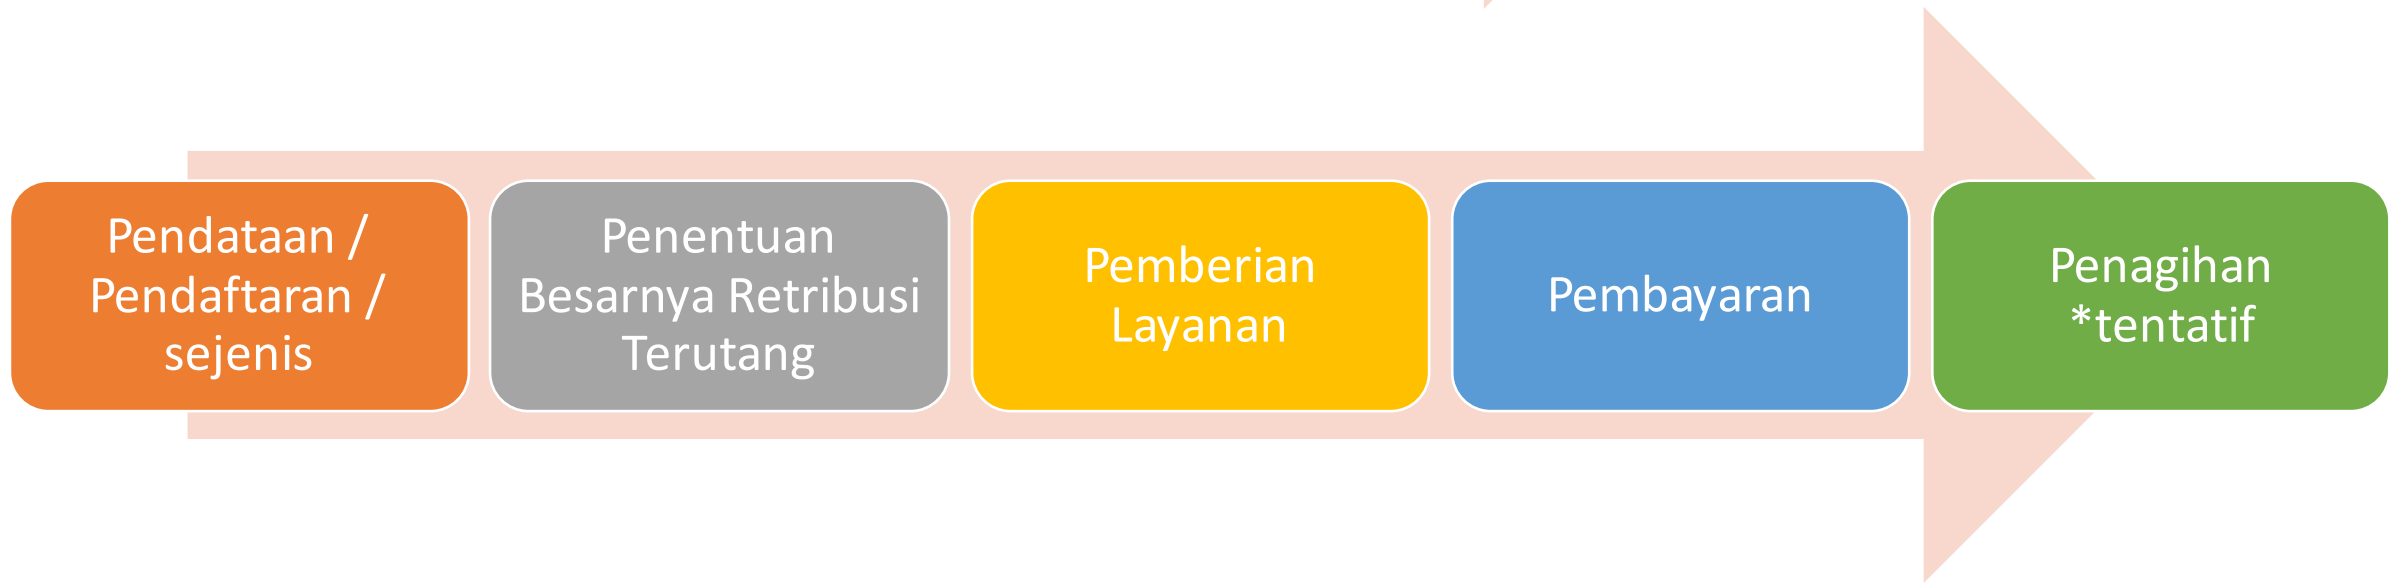 Pendataan /
Pendaftaran /
sejenis
Penentuan
Besarnya Retribusi
Terutang
Pemberian
Layanan
Pembayaran
Penagihan
*tentatif